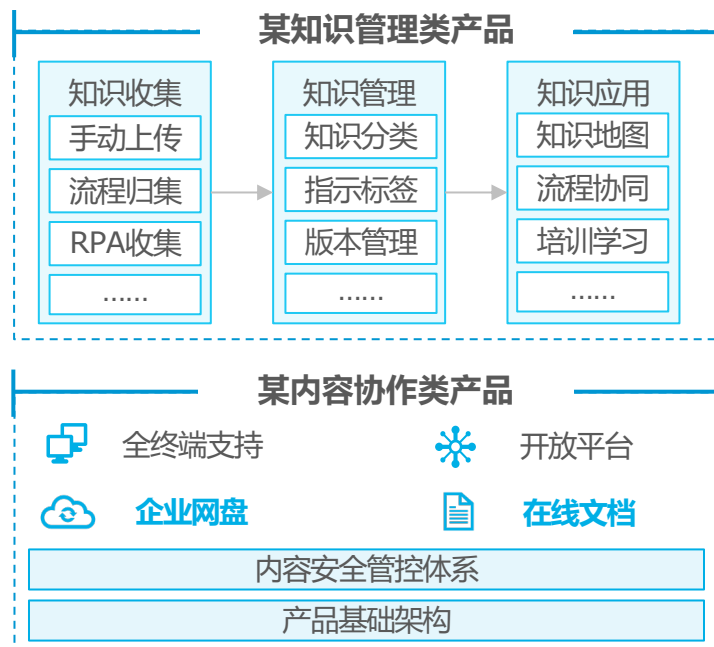 某知识管理类产品
知识收集
手动上传
流程归集
RPA收集
……
知识管理
知识分类
指示标签
版本管理
……
知识应用
知识地图
流程协同
培训学习
……
某内容协作类产品
全终端支持
开放平台
企业网盘
在线文档
内容安全管控体系
产品基础架构